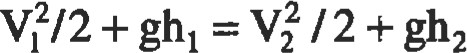 V₁²/2 + gh₁ = V₂² / 2 + gh₂